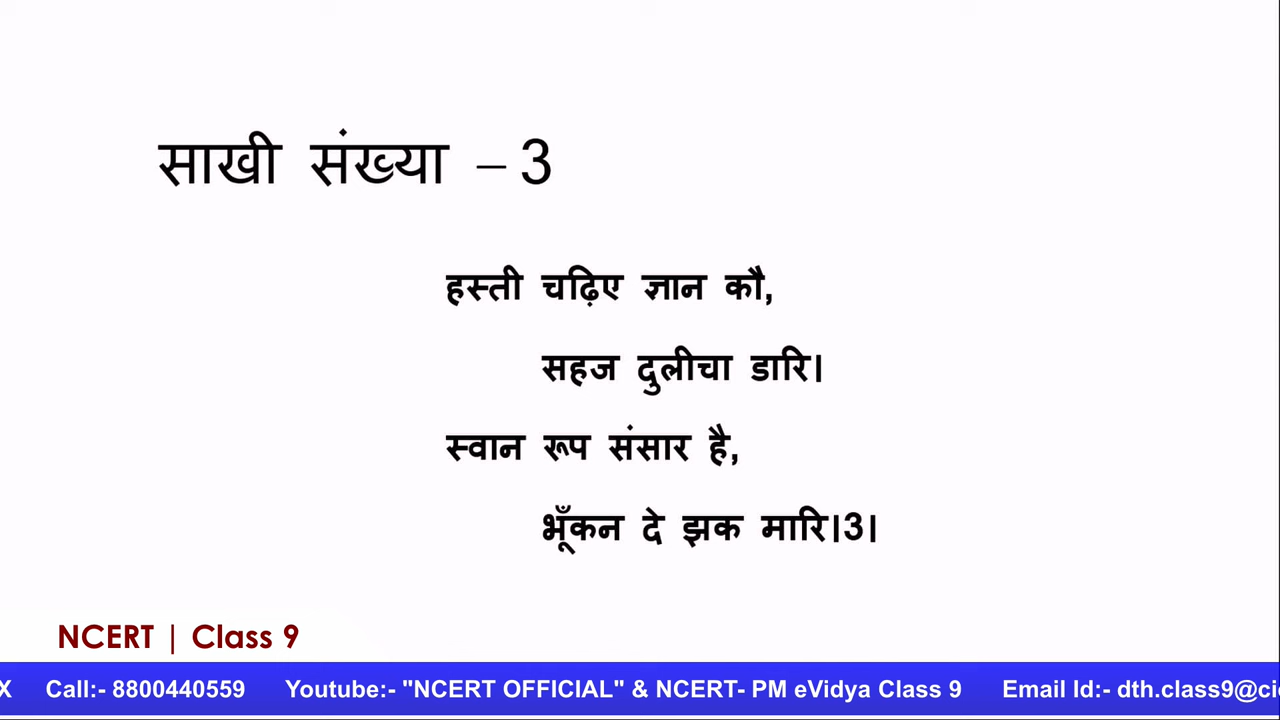 साखी संख्या – 3
हस्ती चढ़िए ज्ञान कौ,
सहज दुलीचा डारि।
स्वान रूप संसार है,
भूँकन दे झक मारि।3।
NCERT | Class 9
X Call:- 8800440559 Youtube:- "NCERT OFFICIAL" & NCERT- PM eVidya Class 9 Email Id:- dth.class9@ci